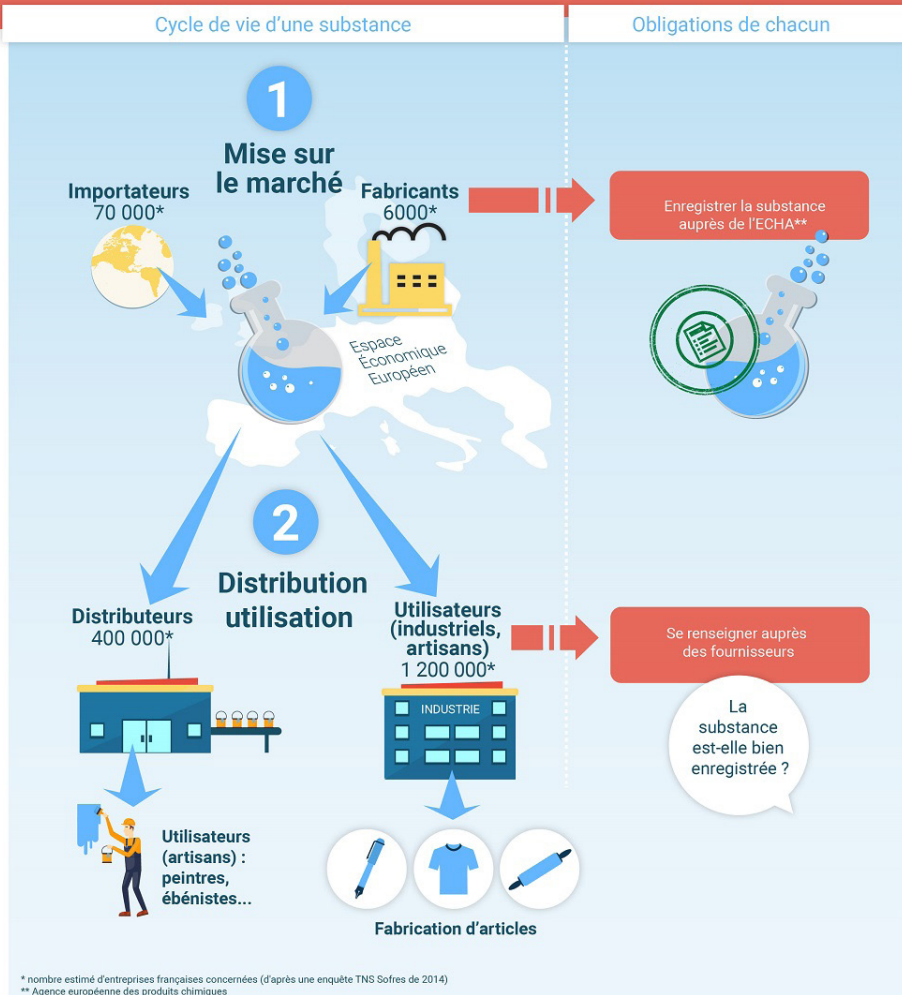 Cycle de vie d'une substance
Obligations de chacun
1
Mise sur
le marché
Importateurs
70 000*
Fabricants
6000*
Enregistrer la substance
auprès de l'ECHA**
Espace
Économique
Européen
2
Distribution
utilisation
Distributeurs
400 000*
Utilisateurs
(industriels,
artisans)
1 200 000*
Se renseigner auprès
des fournisseurs
INDUSTRIE
La
substance
est-elle bien
enregistrée ?
Utilisateurs
(artisans) :
peintres,
ébénistes...
Fabrication d'articles
* nombre estimé d'entreprises françaises concernées (d'après une enquête TNS Sofres de 2014)
** Agence européenne des produits chimiques